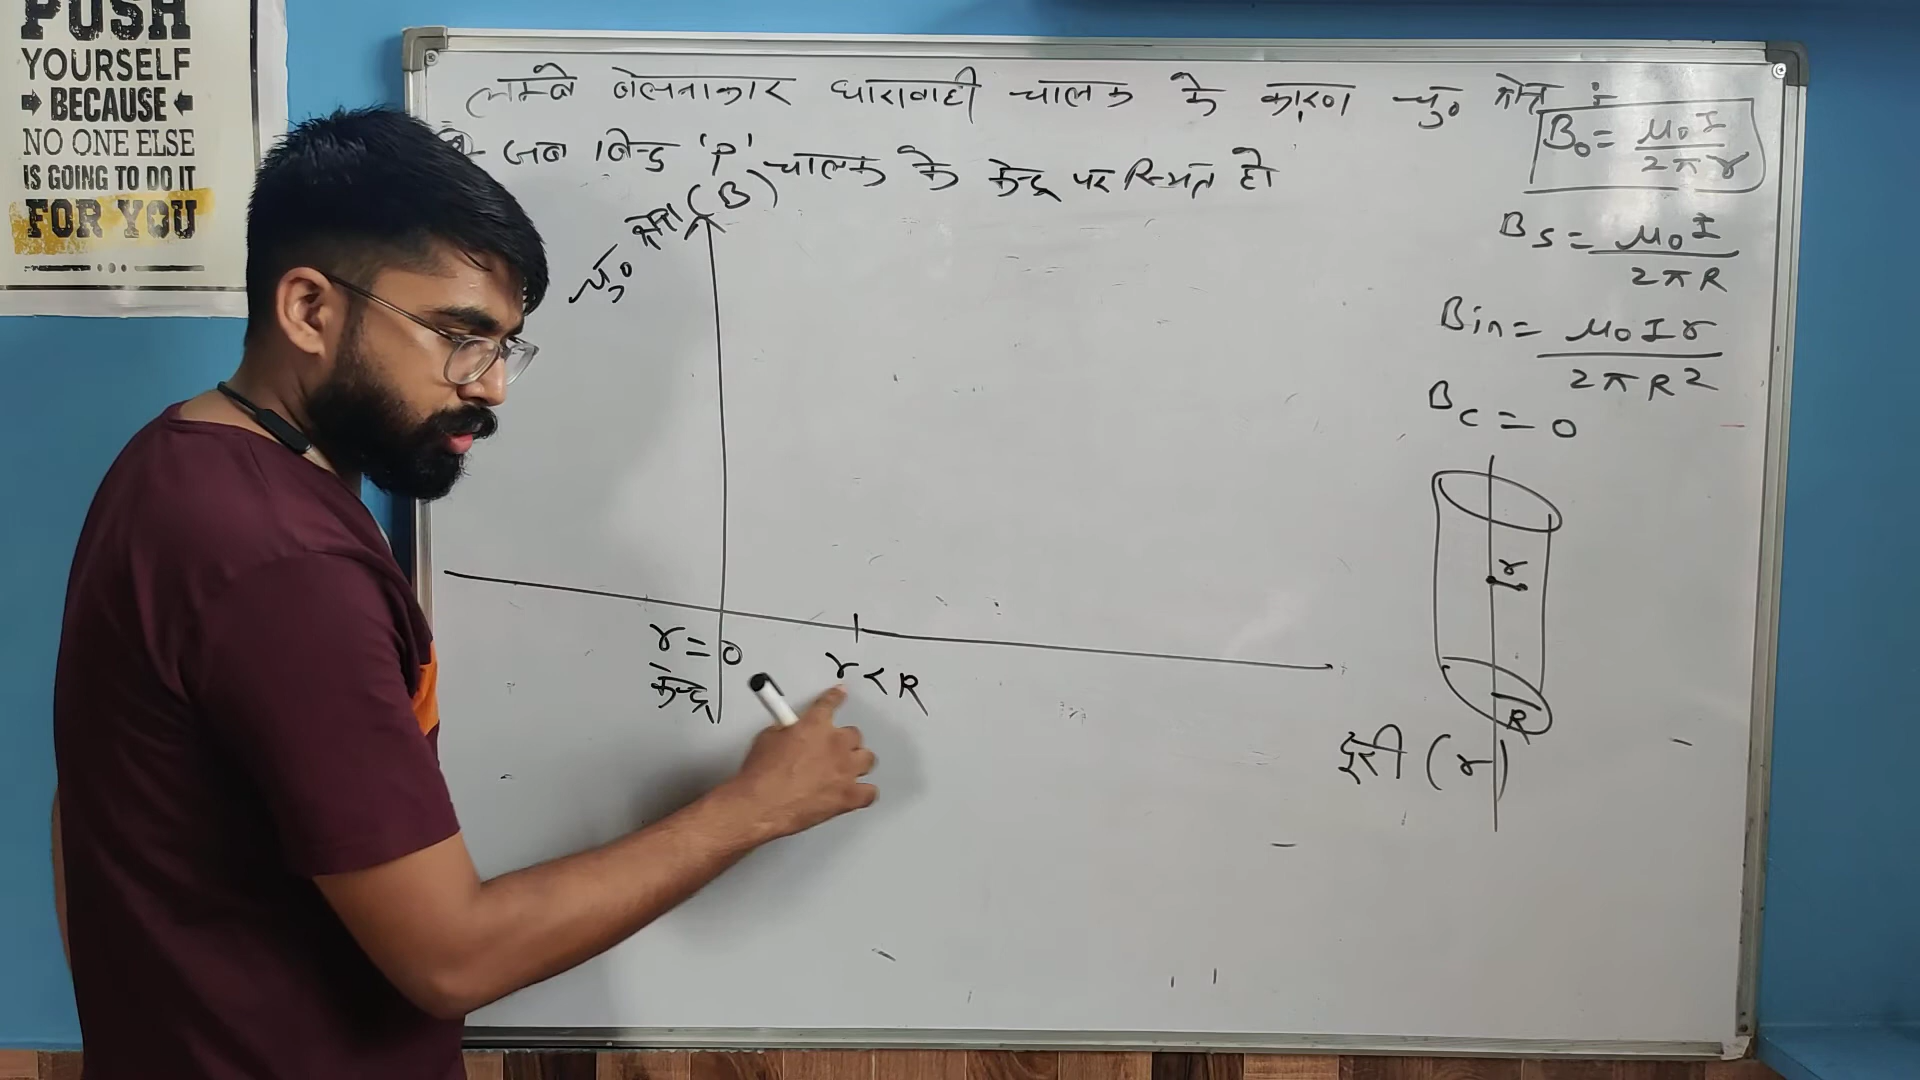 PUSH
YOURSELF
BECAUSE
NO ONE ELSE
IS GOING TO DO IT
FOR YOU
लम्बे बेलनाकार धारावाही चालक के कारण चु० क्षेत्र :-
जब बिन्दु 'P' चालक के केन्द्र पर स्थित हो
चु० क्षेत्र (B)
B₀ = μ₀I / 2πr
Bs = μ₀I / 2πR
Bin = μ₀Ir / 2πR²
Bc = 0
r
R
r = 0
केन्द्र
r < R
दूरी (r)